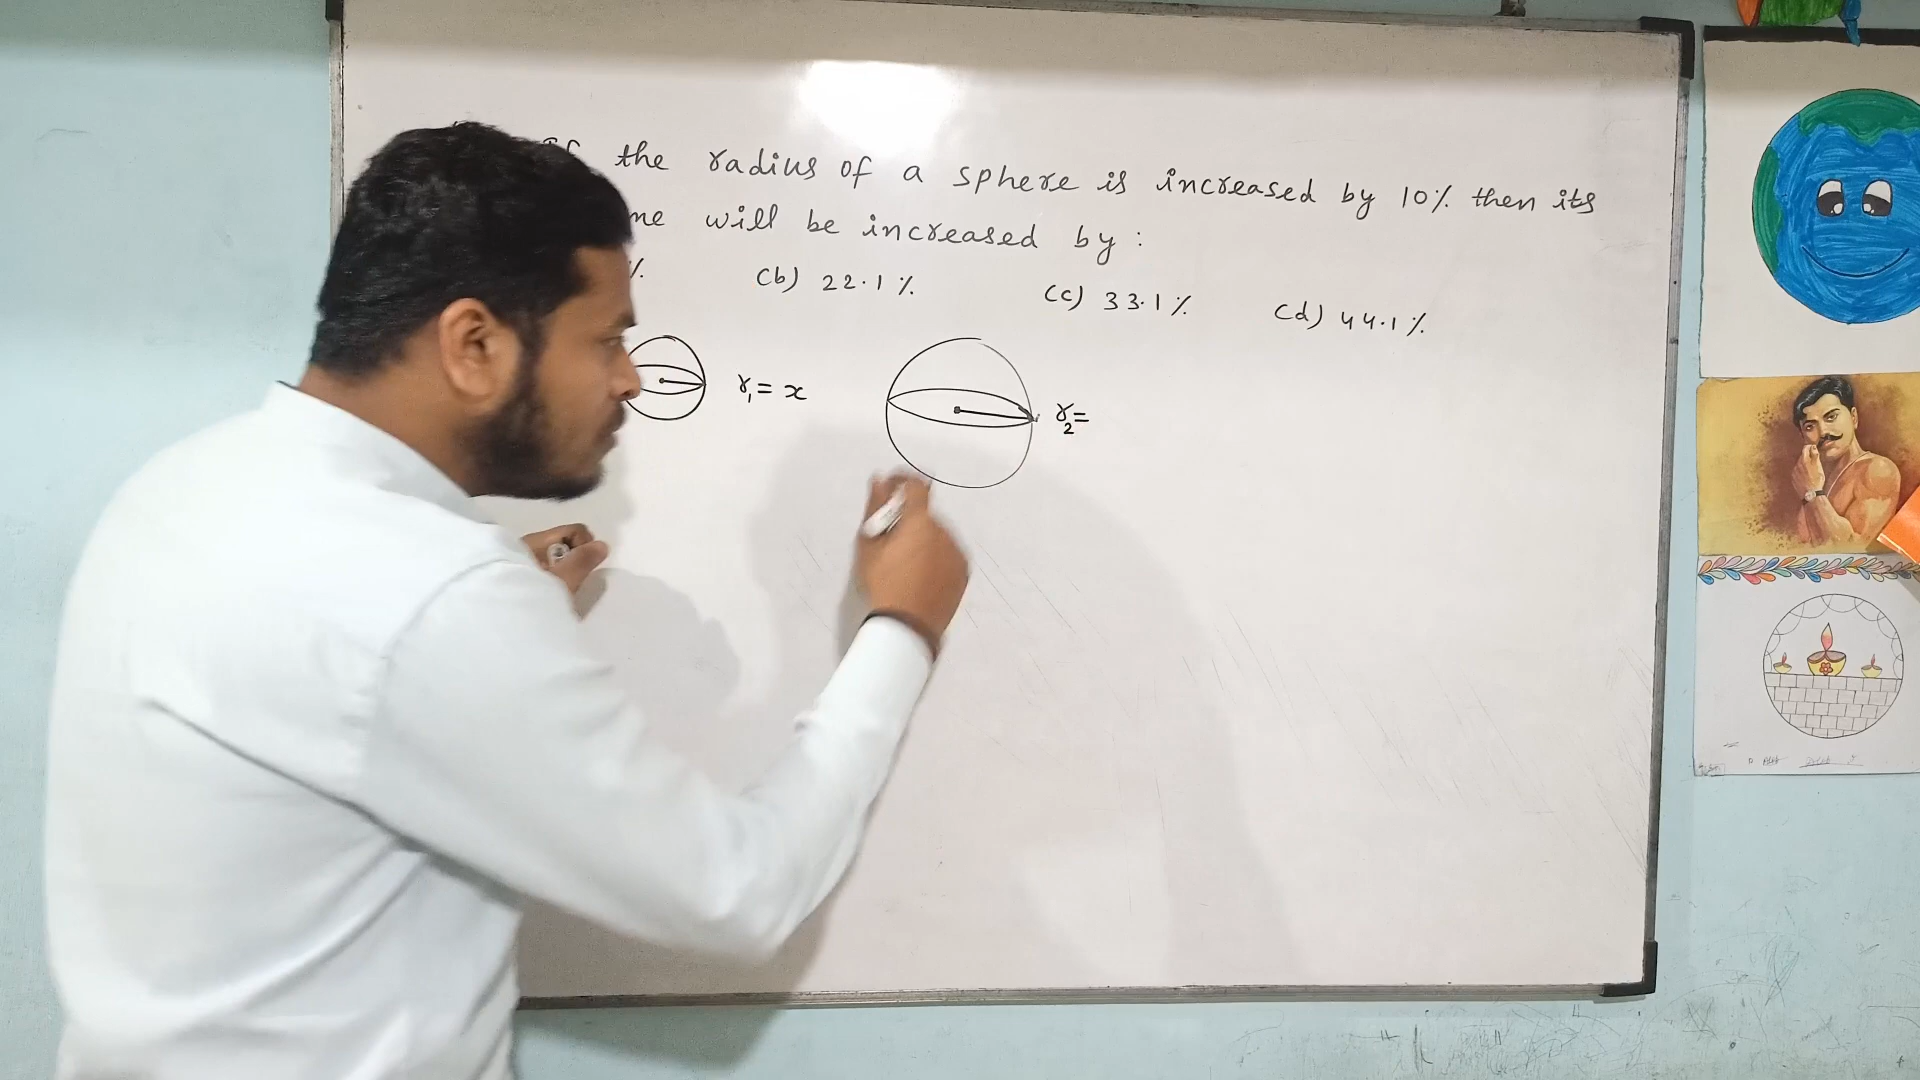 the radius of a sphere is increased by 10% then its
will be increased by :
% (b) 22.1 % (c) 33.1 % (d) 44.1 %
r₁ = x r₂ =